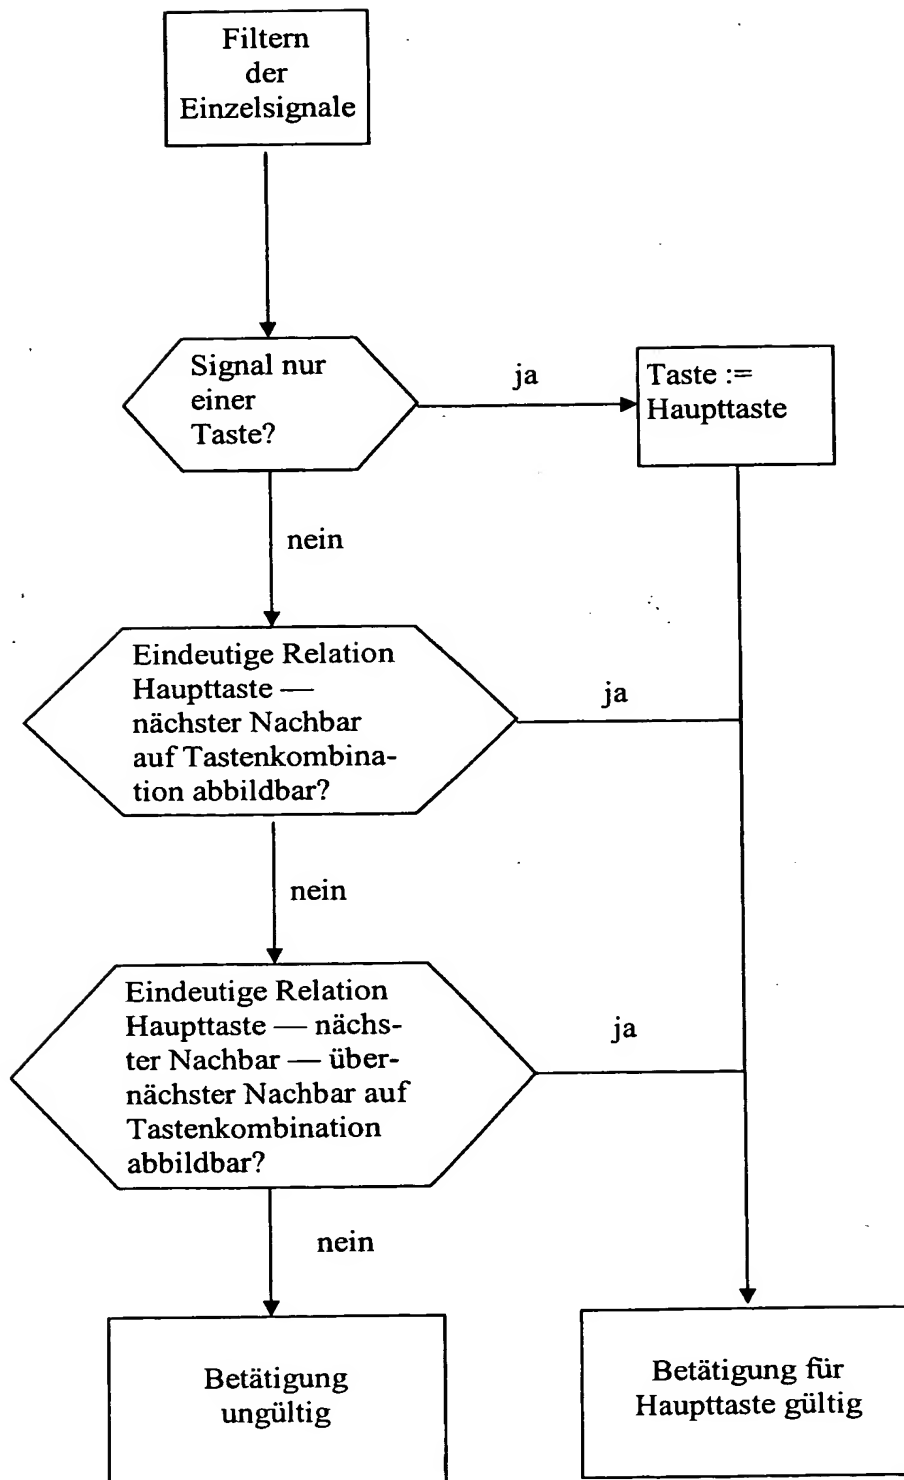 Filtern
der
Einzelsignale
Signal nur
einer
Taste?
ja
Taste :=
Haupttaste
nein
Eindeutige Relation
Haupttaste —
nächster Nachbar
auf Tastenkombina-
tion abbildbar?
ja
nein
Eindeutige Relation
Haupttaste — nächs-
ter Nachbar — über-
nächster Nachbar auf
Tastenkombination
abbildbar?
ja
nein
Betätigung
ungültig
Betätigung für
Haupttaste gültig